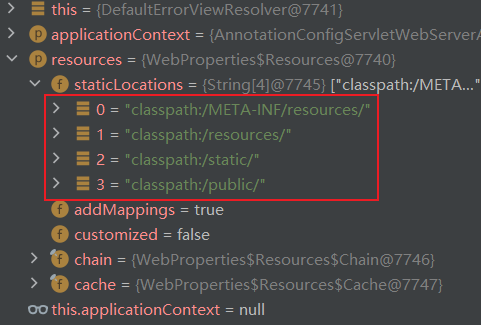 this = {DefaultErrorViewResolver@7741}
applicationContext = {AnnotationConfigServletWebServerA
resources = {WebProperties$Resources@7740}
staticLocations = {String[4]@7745} ["classpath:/META..."
0 = "classpath:/META-INF/resources/"
1 = "classpath:/resources/"
2 = "classpath:/static/"
3 = "classpath:/public/"
addMappings = true
customized = false
chain = {WebProperties$Resources$Chain@7746}
cache = {WebProperties$Resources$Cache@7747}
this.applicationContext = null